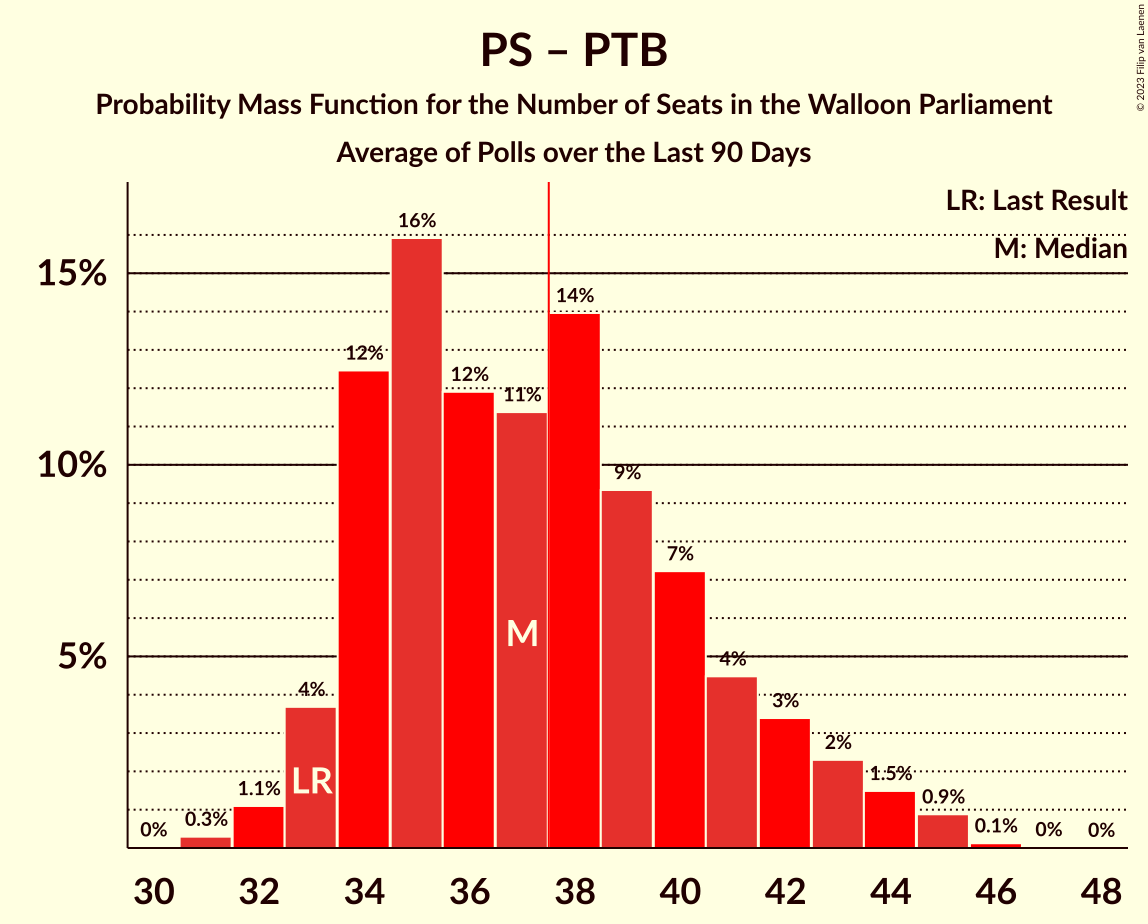 PS – PTB
Probability Mass Function for the Number of Seats in the Walloon Parliament
Average of Polls over the Last 90 Days
© 2023 Filip van Laenen
LR: Last Result
M: Median
15%
10%
5%
0%
0.3%
1.1%
4%
12%
16%
12%
11%
14%
9%
7%
4%
3%
2%
1.5%
0.9%
0.1%
0%
0%
LR
M
30 32 34 36 38 40 42 44 46 48